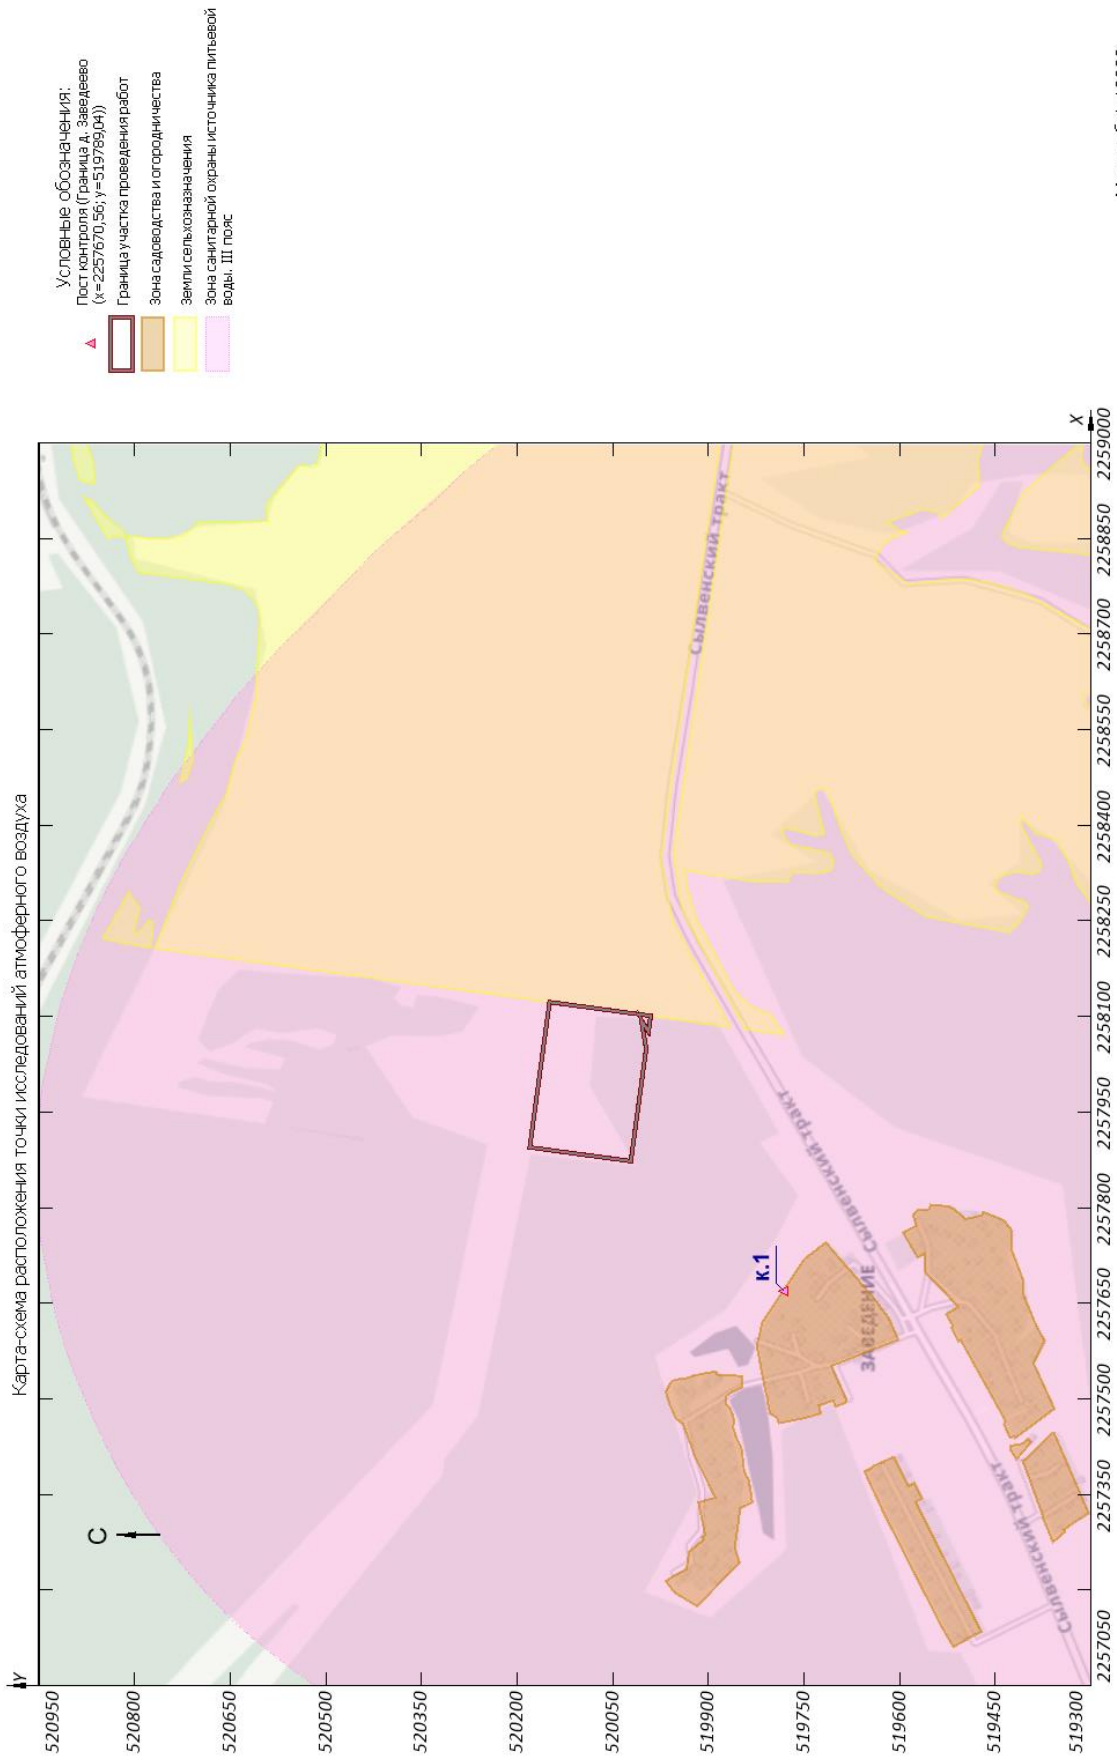 Карта-схема расположения точки исследований атмоферного воздуха
Y
520950
520800
520650
520500
520350
520200
520050
519900
519750
519600
519450
519300
С
к.1
ЗАВЕДЕНИЕ
Сылвенский тракт
Сылвенский тракт
Сылвенский тракт
Сылвенский тракт
2257050
2257350
2257500
2257650
2257800
2257950
2258100
2258250
2258400
2258550
2258700
2258850
2259000
X
Условные обозначения:
Пост контроля (Граница д. Заведеево
(x=2257670,56; y=519789,04))
Граница участка проведения работ
Зона садоводства и огородничества
Земли сельхозназначения
Зона санитарной охраны источника питьевой
воды. III пояс